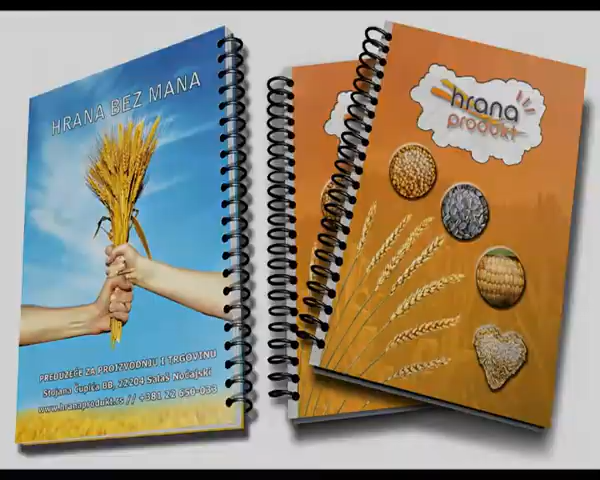 HRANA BEZ MANA
PREDUZEĆE ZA PROIZVODNJU I TRGOVINU
Stojana Čupića BB, 22204 Salaš Noćajski
www.hranaprodukt.rs // +381 22 650-033
hrana
produkt